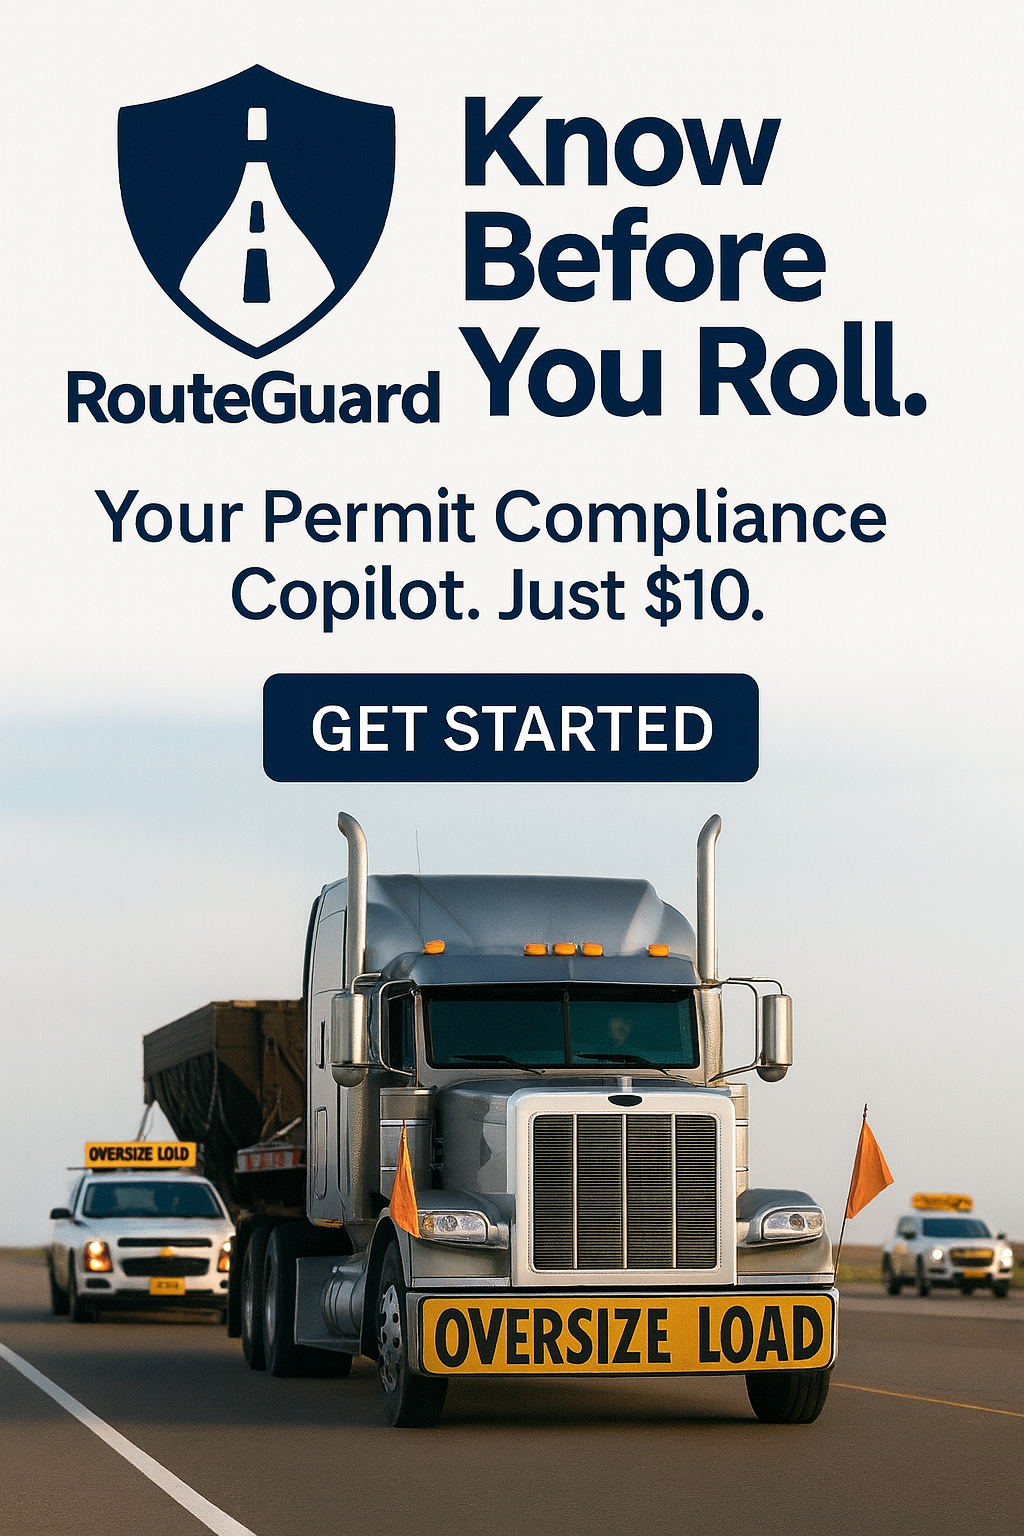 Know
Before
You Roll.
RouteGuard
Your Permit Compliance
Copilot. Just $10.
GET STARTED
OVERSIZE LOLD
OVERSIZE LOAD